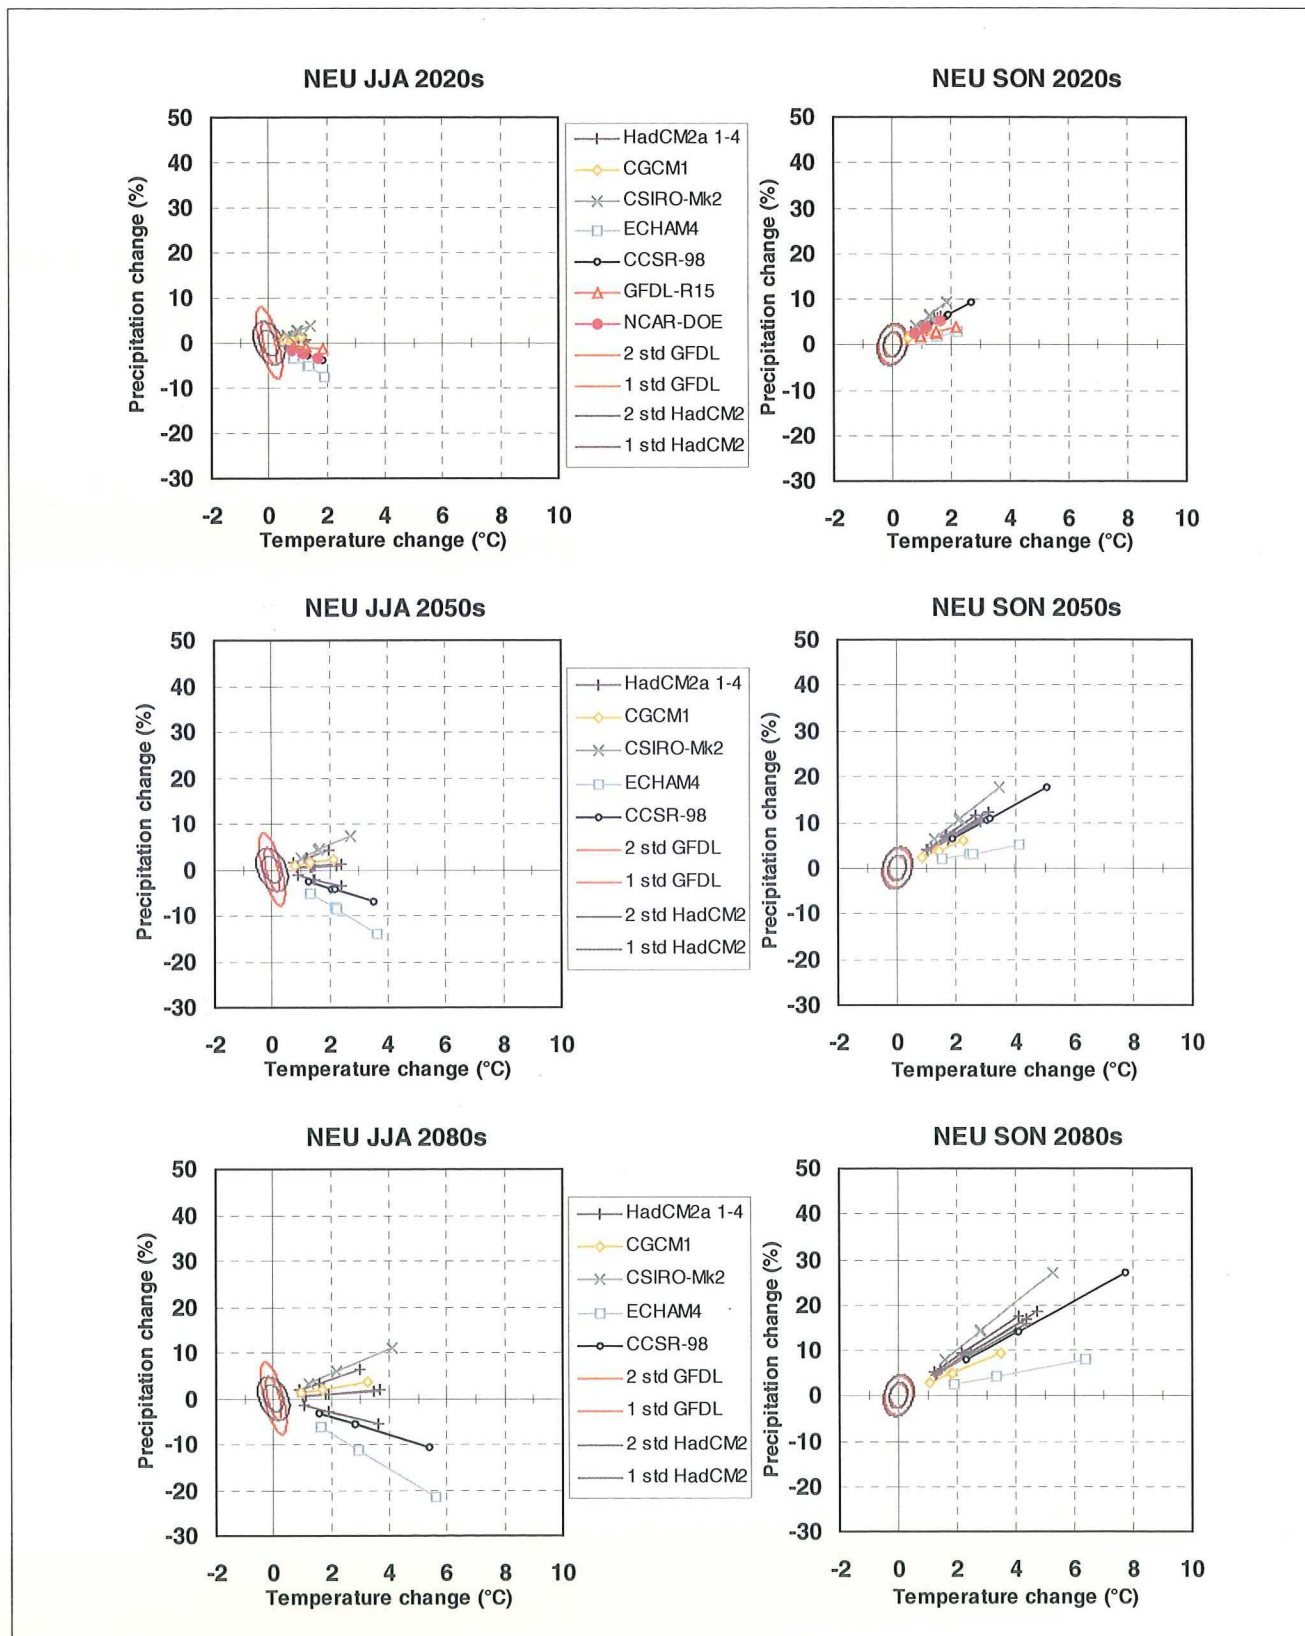 NEU JJA 2020s
Precipitation change (%)
50
40
30
20
10
0
-10
-20
-30
-2 0 2 4 6 8 10
Temperature change (°C)
HadCM2a 1-4
CGCM1
CSIRO-Mk2
ECHAM4
CCSR-98
GFDL-R15
NCAR-DOE
2 std GFDL
1 std GFDL
2 std HadCM2
1 std HadCM2
NEU SON 2020s
Precipitation change (%)
50
40
30
20
10
0
-10
-20
-30
-2 0 2 4 6 8 10
Temperature change (°C)
NEU JJA 2050s
Precipitation change (%)
50
40
30
20
10
0
-10
-20
-30
-2 0 2 4 6 8 10
Temperature change (°C)
HadCM2a 1-4
CGCM1
CSIRO-Mk2
ECHAM4
CCSR-98
2 std GFDL
1 std GFDL
2 std HadCM2
1 std HadCM2
NEU SON 2050s
Precipitation change (%)
50
40
30
20
10
0
-10
-20
-30
-2 0 2 4 6 8 10
Temperature change (°C)
NEU JJA 2080s
Precipitation change (%)
50
40
30
20
10
0
-10
-20
-30
-2 0 2 4 6 8 10
Temperature change (°C)
HadCM2a 1-4
CGCM1
CSIRO-Mk2
ECHAM4
CCSR-98
2 std GFDL
1 std GFDL
2 std HadCM2
1 std HadCM2
NEU SON 2080s
Precipitation change (%)
50
40
30
20
10
0
-10
-20
-30
-2 0 2 4 6 8 10
Temperature change (°C)